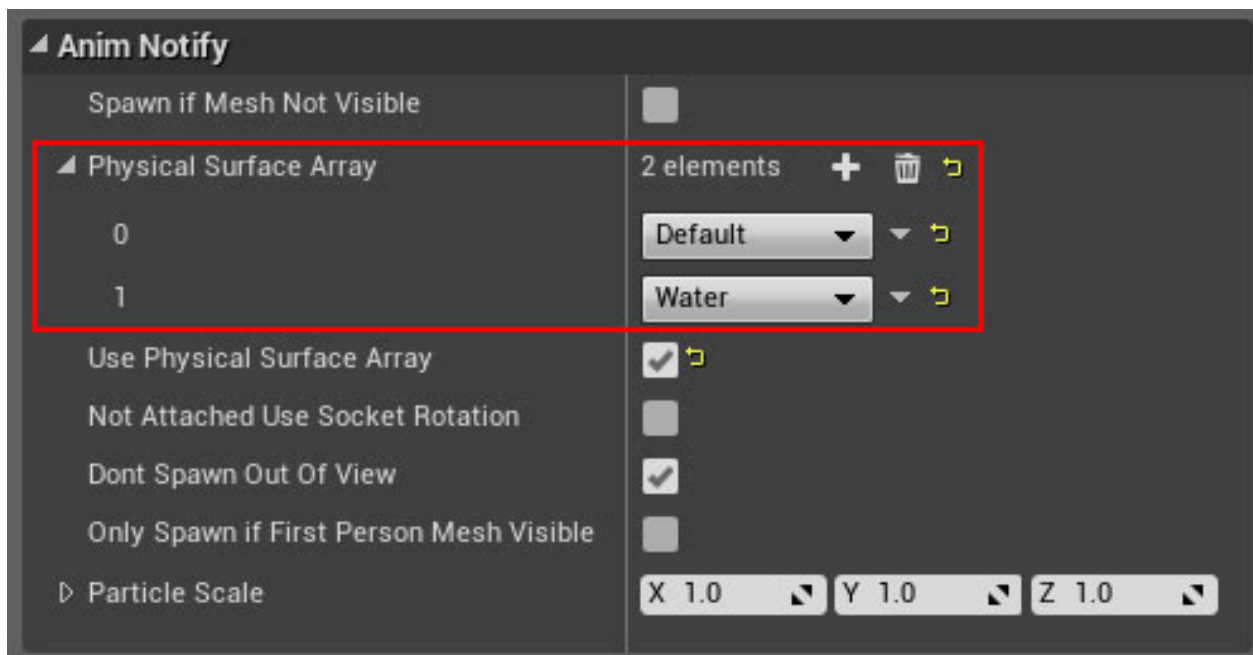 Anim Notify
Spawn if Mesh Not Visible
Physical Surface Array 2 elements
0 Default
1 Water
Use Physical Surface Array
Not Attached Use Socket Rotation
Dont Spawn Out Of View
Only Spawn if First Person Mesh Visible
Particle Scale X 1.0 Y 1.0 Z 1.0